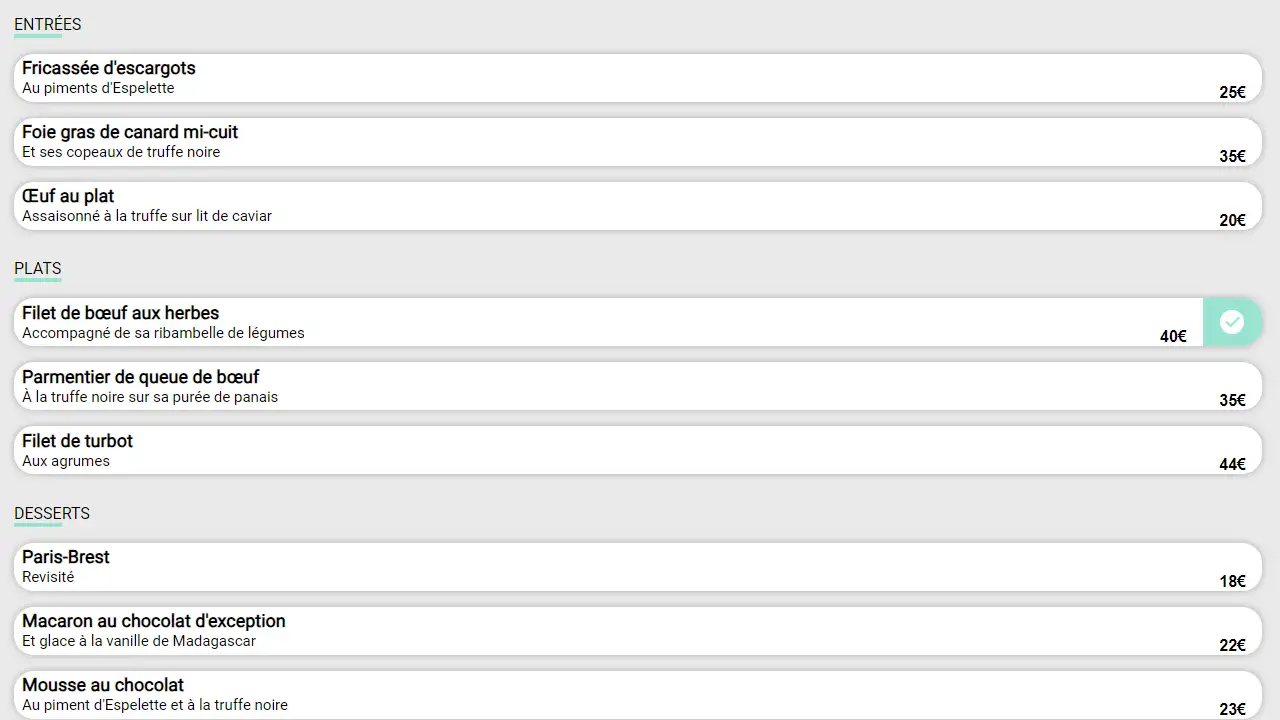 ENTRÉES
Fricassée d'escargots
Au piments d'Espelette
25€
Foie gras de canard mi-cuit
Et ses copeaux de truffe noire
35€
Œuf au plat
Assaisonné à la truffe sur lit de caviar
20€
PLATS
Filet de bœuf aux herbes
Accompagné de sa ribambelle de légumes
40€
Parmentier de queue de bœuf
À la truffe noire sur sa purée de panais
35€
Filet de turbot
Aux agrumes
44€
DESSERTS
Paris-Brest
Revisité
18€
Macaron au chocolat d'exception
Et glace à la vanille de Madagascar
22€
Mousse au chocolat
Au piment d'Espelette et à la truffe noire
23€